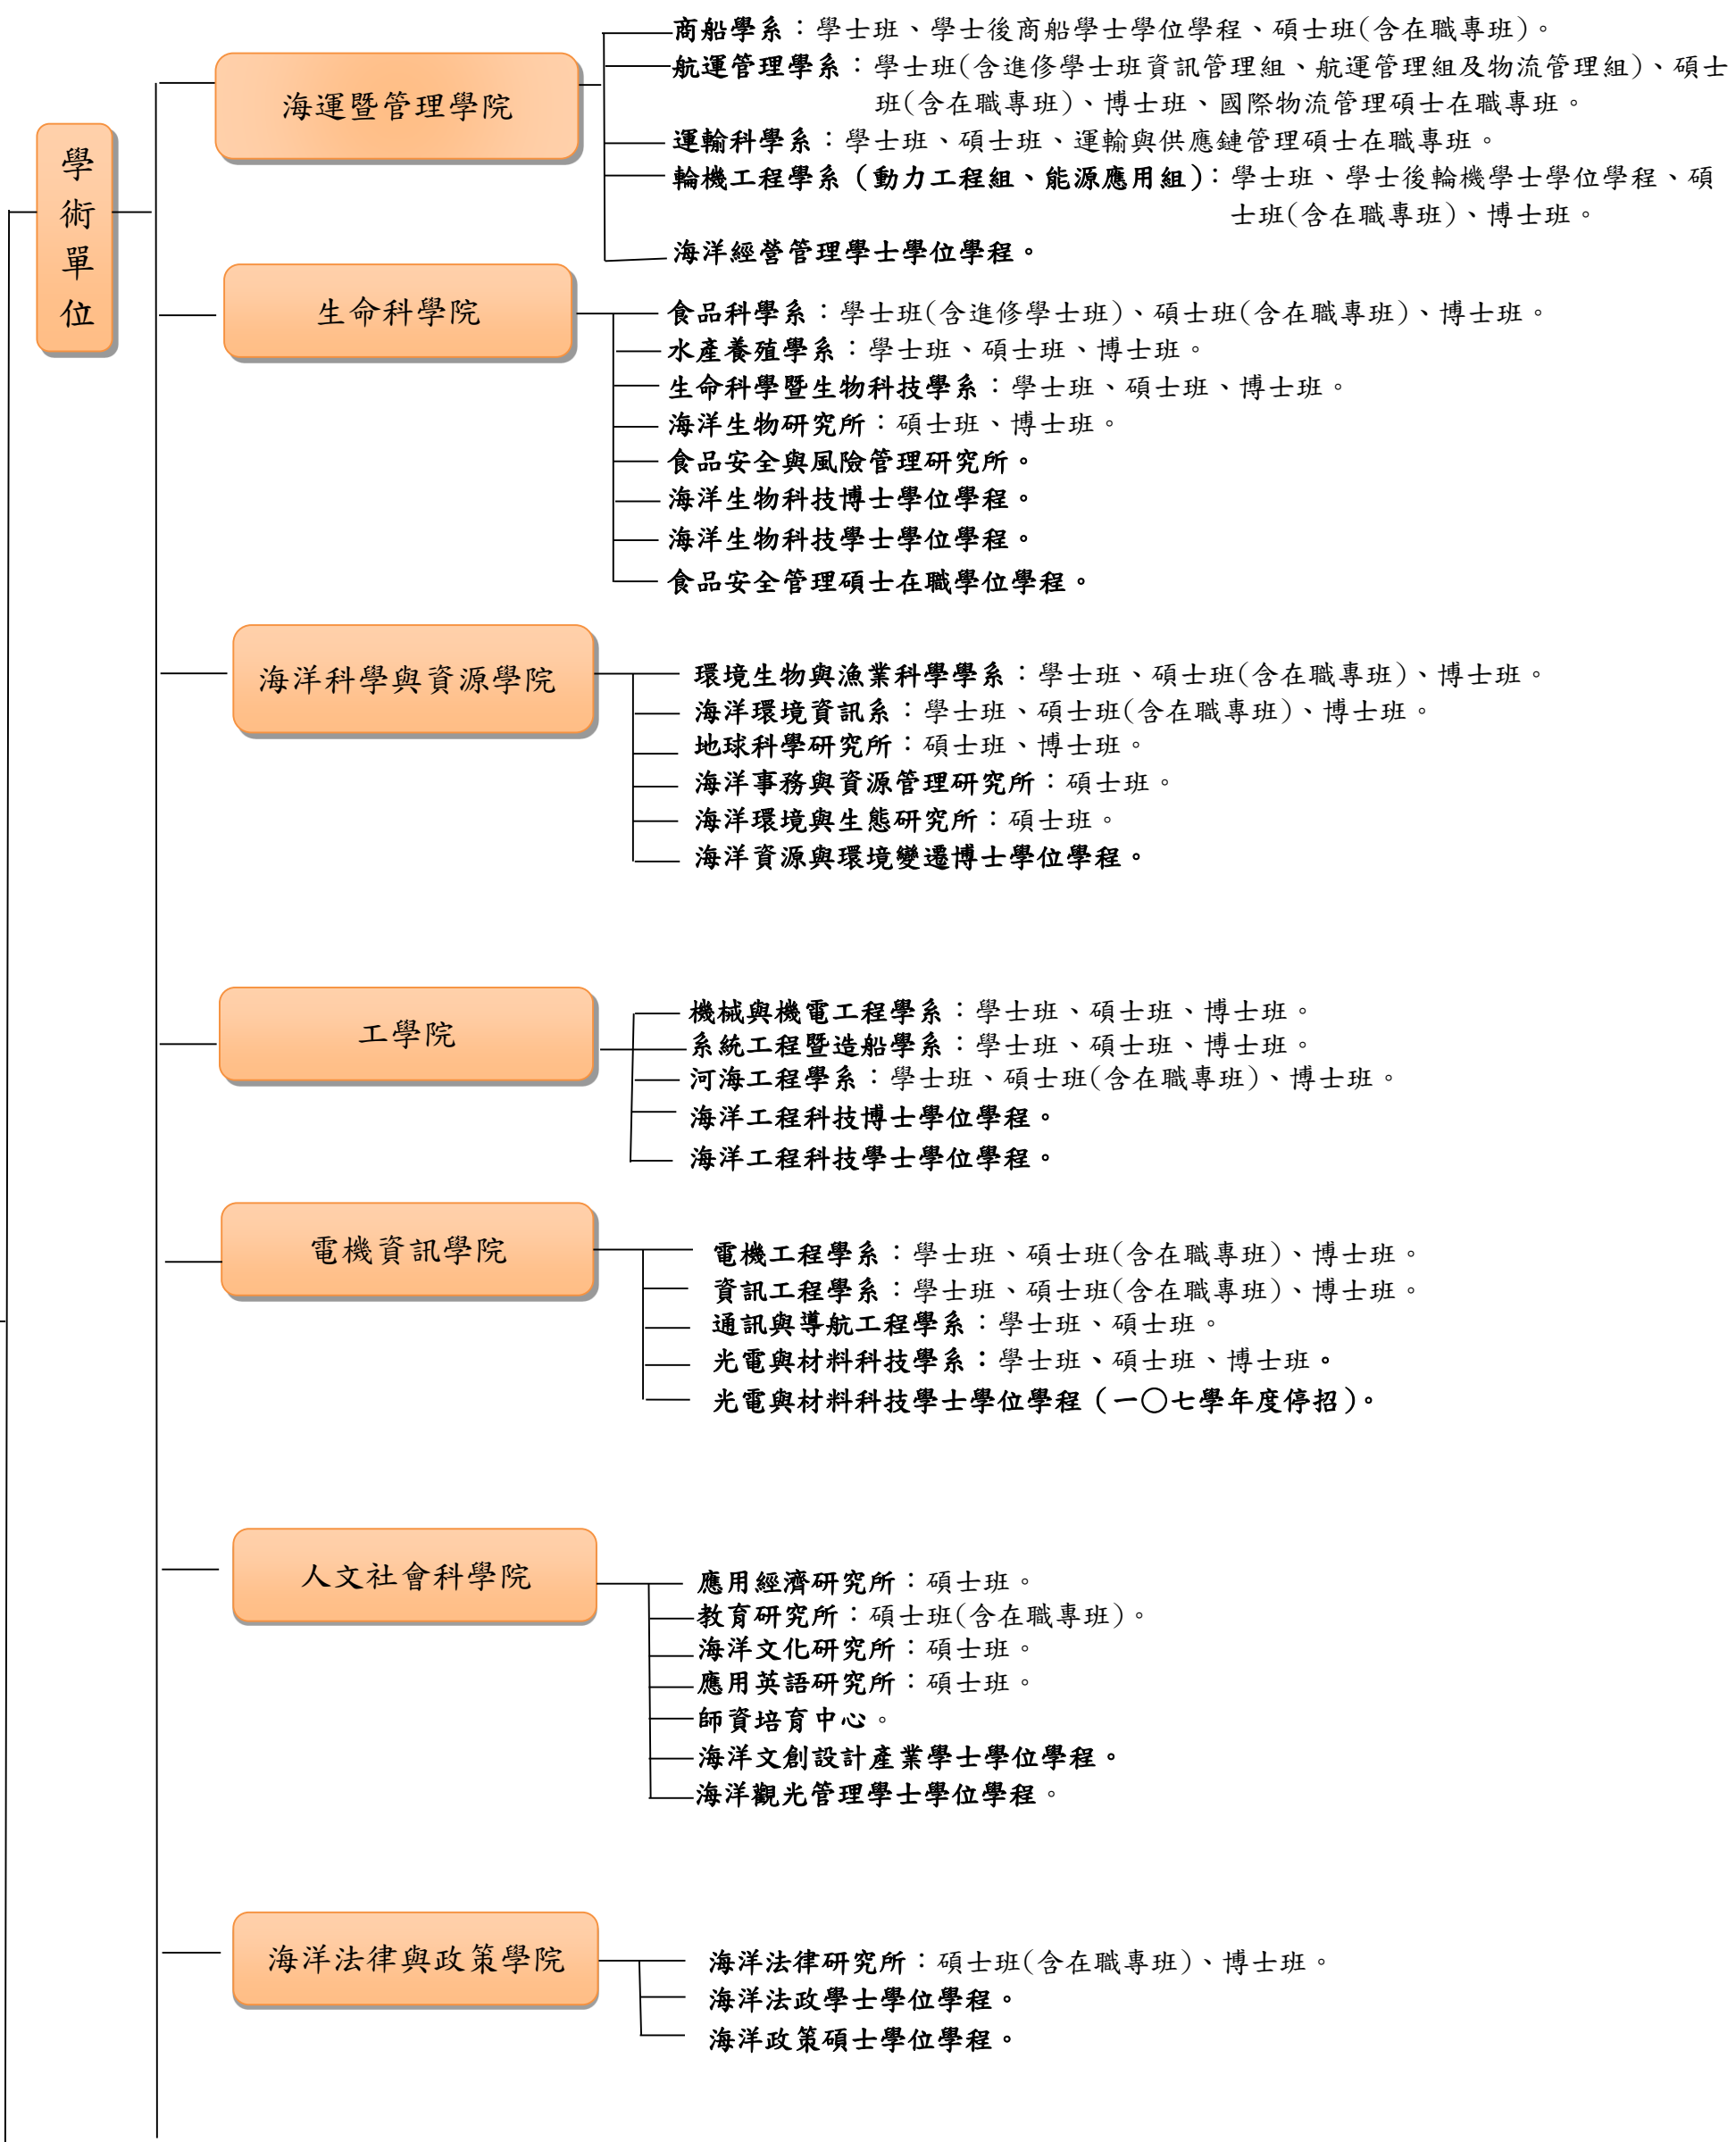 學術單位
海運暨管理學院
商船學系：學士班、學士後商船學士學位學程、碩士班(含在職專班)。
航運管理學系：學士班(含進修學士班資訊管理組、航運管理組及物流管理組)、碩士
班(含在職專班)、博士班、國際物流管理碩士在職專班。
運輸科學系：學士班、碩士班、運輸與供應鏈管理碩士在職專班。
輪機工程學系（動力工程組、能源應用組）：學士班、學士後輪機學士學位學程、碩
士班(含在職專班)、博士班。
海洋經營管理學士學位學程。
生命科學院
食品科學系：學士班(含進修學士班)、碩士班(含在職專班)、博士班。
水產養殖學系：學士班、碩士班、博士班。
生命科學暨生物科技學系：學士班、碩士班、博士班。
海洋生物研究所：碩士班、博士班。
食品安全與風險管理研究所。
海洋生物科技博士學位學程。
海洋生物科技學士學位學程。
食品安全管理碩士在職學位學程。
海洋科學與資源學院
環境生物與漁業科學學系：學士班、碩士班(含在職專班)、博士班。
海洋環境資訊系：學士班、碩士班(含在職專班)、博士班。
地球科學研究所：碩士班、博士班。
海洋事務與資源管理研究所：碩士班。
海洋環境與生態研究所：碩士班。
海洋資源與環境變遷博士學位學程。
工學院
機械與機電工程學系：學士班、碩士班、博士班。
系統工程暨造船學系：學士班、碩士班、博士班。
河海工程學系：學士班、碩士班(含在職專班)、博士班。
海洋工程科技博士學位學程。
海洋工程科技學士學位學程。
電機資訊學院
電機工程學系：學士班、碩士班(含在職專班)、博士班。
資訊工程學系：學士班、碩士班(含在職專班)、博士班。
通訊與導航工程學系：學士班、碩士班。
光電與材料科技學系：學士班、碩士班、博士班。
光電與材料科技學士學位學程（一〇七學年度停招）。
人文社會科學院
應用經濟研究所：碩士班。
教育研究所：碩士班(含在職專班)。
海洋文化研究所：碩士班。
應用英語研究所：碩士班。
師資培育中心。
海洋文創設計產業學士學位學程。
海洋觀光管理學士學位學程。
海洋法律與政策學院
海洋法律研究所：碩士班(含在職專班)、博士班。
海洋法政學士學位學程。
海洋政策碩士學位學程。